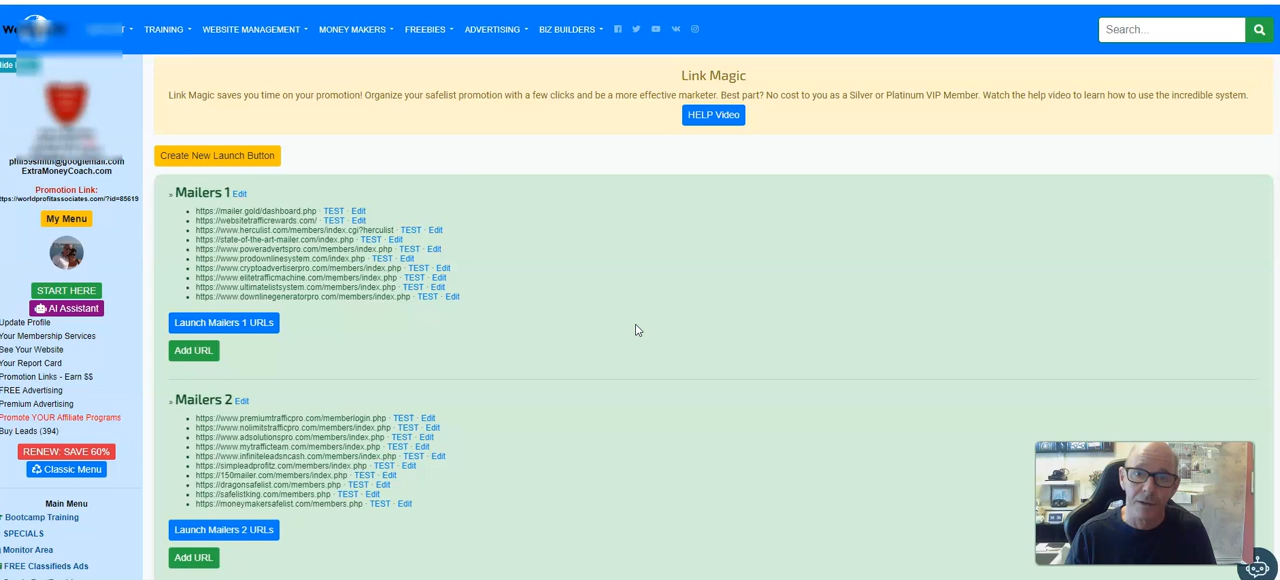 TRAINING WEBSITE MANAGEMENT MONEY MAKERS FREEBIES ADVERTISING BIZ BUILDERS
Search...
phil59smith@googlemail.com
ExtraMoneyCoach.com
Promotion Link:
https://worldprofitassociates.com/?id=85619
My Menu
START HERE
AI Assistant
Update Profile
Your Membership Services
See Your Website
Your Report Card
Promotion Links - Earn $$
FREE Advertising
Premium Advertising
Promote YOUR Affiliate Programs
Buy Leads (394)
RENEW: SAVE 60%
Classic Menu
Main Menu
Bootcamp Training
SPECIALS
Monitor Area
FREE Classifieds Ads
Link Magic
Link Magic saves you time on your promotion! Organize your safelist promotion with a few clicks and be a more effective marketer. Best part? No cost to you as a Silver or Platinum VIP Member. Watch the help video to learn how to use the incredible system.
HELP Video
Create New Launch Button
» Mailers 1 Edit
https://mailer.gold/dashboard.php · TEST · Edit
https://websitetrafficrewards.com/ · TEST · Edit
https://www.herculist.com/members/index.cgi?herculist · TEST · Edit
https://state-of-the-art-mailer.com/index.php · TEST · Edit
https://www.poweradvertspro.com/members/index.php · TEST · Edit
https://www.prodownlinesystem.com/index.php · TEST · Edit
https://www.cryptoadvertiserpro.com/members/index.php · TEST · Edit
https://www.elitetrafficmachine.com/members/index.php · TEST · Edit
https://www.ultimatelistsystem.com/members/index.php · TEST · Edit
https://www.downlinegeneratorpro.com/members/index.php · TEST · Edit
Launch Mailers 1 URLs
Add URL
» Mailers 2 Edit
https://www.premiumtrafficpro.com/memberlogin.php · TEST · Edit
https://www.nolimitstrafficpro.com/members/index.php · TEST · Edit
https://www.adsolutionspro.com/members/index.php · TEST · Edit
https://www.mytrafficteam.com/members/index.php · TEST · Edit
https://www.infiniteleadsncash.com/members/index.php · TEST · Edit
https://simpleadprofitz.com/members/index.php · TEST · Edit
https://150mailer.com/members/index.php · TEST · Edit
https://dragonsafelist.com/members.php · TEST · Edit
https://safelistking.com/members.php · TEST · Edit
https://moneymakersafelist.com/members.php · TEST · Edit
Launch Mailers 2 URLs
Add URL